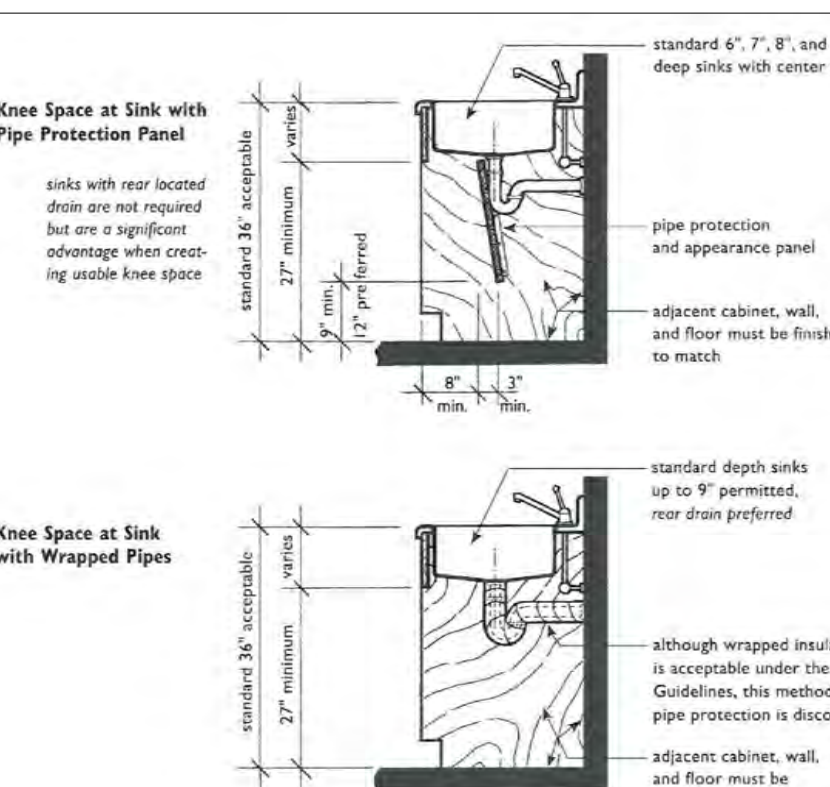 Knee Space at Sink with
Pipe Protection Panel
sinks with rear located
drain are not required
but are a significant
advantage when creat-
ing usable knee space
standard 36" acceptable
varies
27" minimum
9" min.
12" preferred
8"
min.
3"
min.
standard 6", 7", 8", and
deep sinks with center
pipe protection
and appearance panel
adjacent cabinet, wall,
and floor must be finish
to match
Knee Space at Sink
with Wrapped Pipes
standard 36" acceptable
varies
27" minimum
standard depth sinks
up to 9" permitted,
rear drain preferred
although wrapped insul
is acceptable under the
Guidelines, this method
pipe protection is disco
adjacent cabinet, wall,
and floor must be